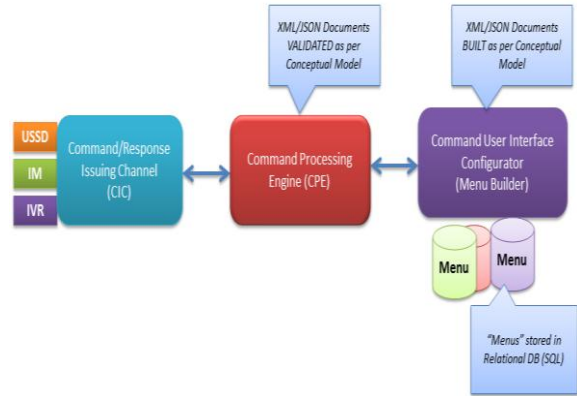 XML/JSON Documents
VALIDATED as per
Conceptual Model
XML/JSON Documents
BUILT as per Conceptual
Model
USSD
IM
IVR
Command/Response
Issuing Channel
(CIC)
Command Processing
Engine (CPE)
Command User Interface
Configurator
(Menu Builder)
Menu
Menu
"Menus" stored in
Relational DB (SQL)